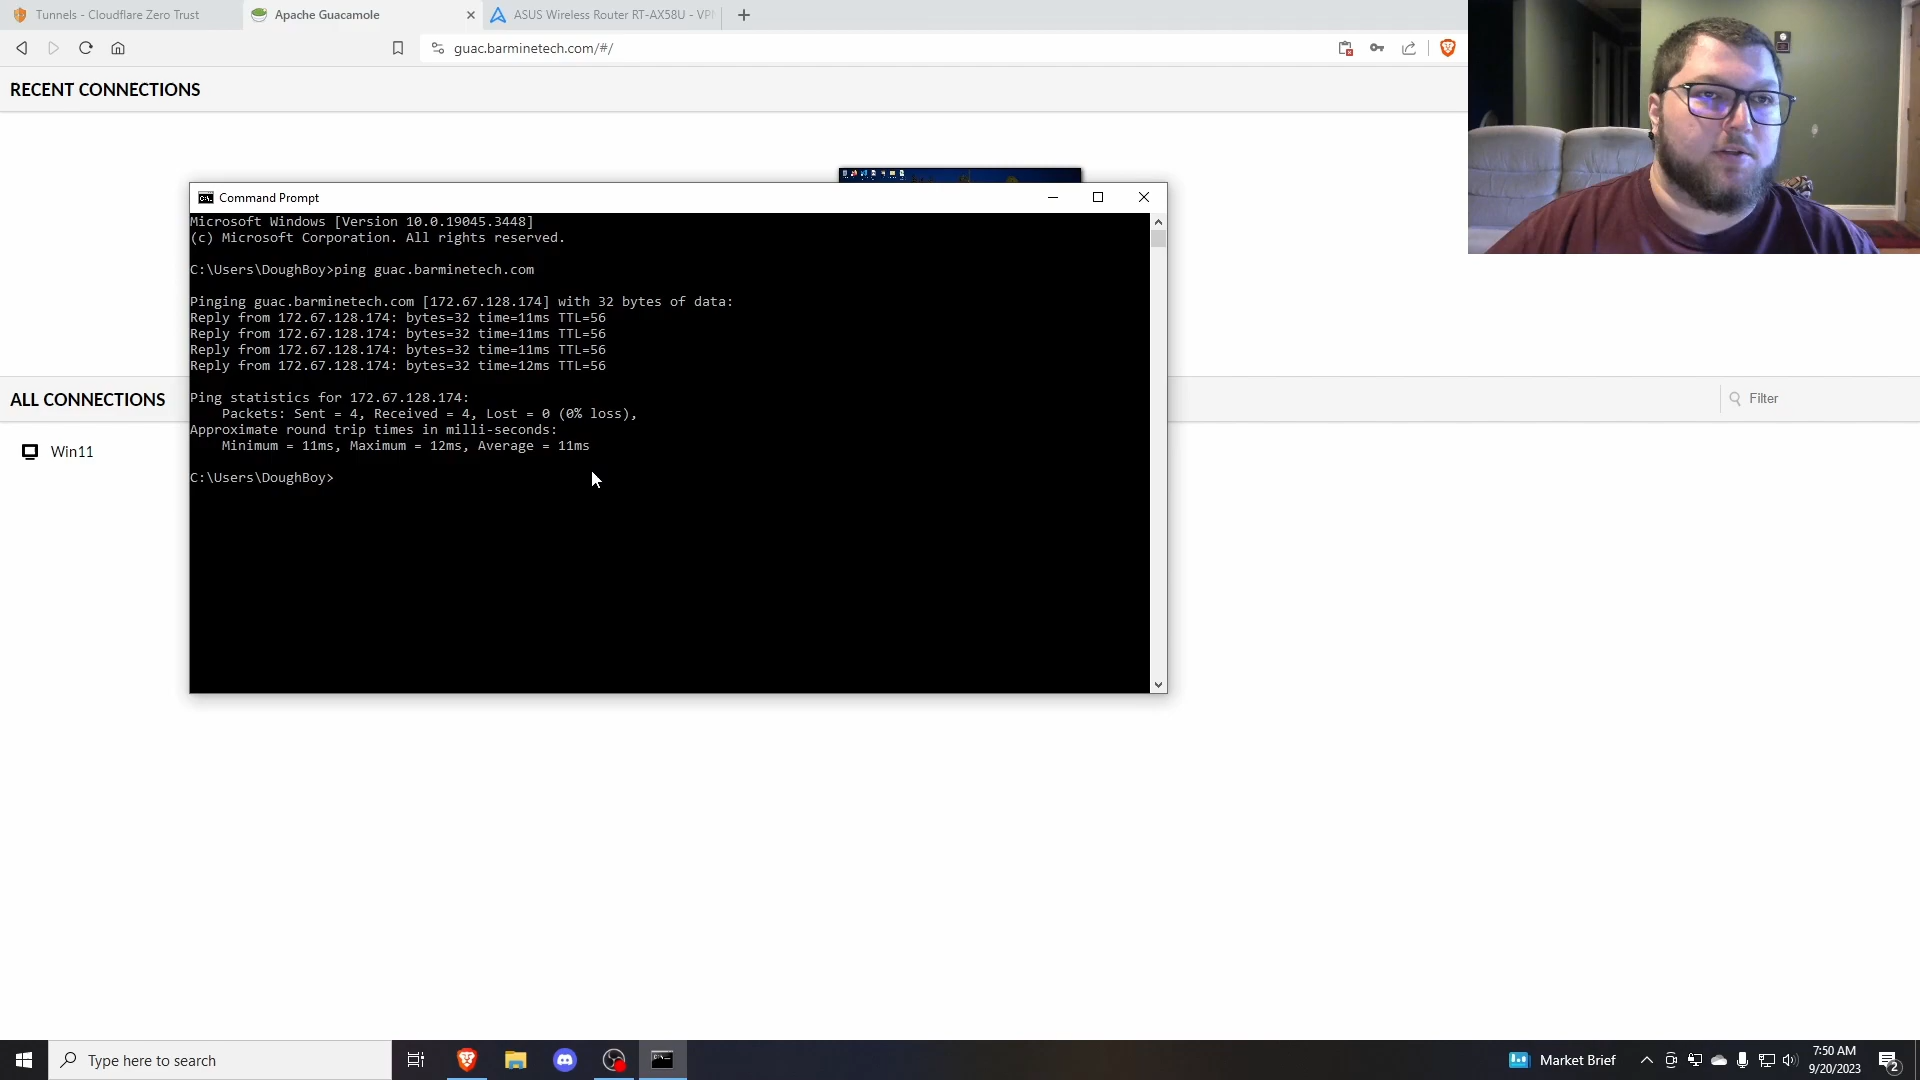 Tunnels - Cloudflare Zero Trust
Apache Guacamole
ASUS Wireless Router RT-AX58U - VP
guac.barminetech.com/#/
RECENT CONNECTIONS
Command Prompt
Microsoft Windows [Version 10.0.19045.3448]
(c) Microsoft Corporation. All rights reserved.
C:\Users\DoughBoy>ping guac.barminetech.com
Pinging guac.barminetech.com [172.67.128.174] with 32 bytes of data:
Reply from 172.67.128.174: bytes=32 time=11ms TTL=56
Reply from 172.67.128.174: bytes=32 time=11ms TTL=56
Reply from 172.67.128.174: bytes=32 time=11ms TTL=56
Reply from 172.67.128.174: bytes=32 time=12ms TTL=56
Ping statistics for 172.67.128.174:
Packets: Sent = 4, Received = 4, Lost = 0 (0% loss),
Approximate round trip times in milli-seconds:
Minimum = 11ms, Maximum = 12ms, Average = 11ms
C:\Users\DoughBoy>
ALL CONNECTIONS
Filter
Win11
Type here to search
Market Brief
7:50 AM
9/20/2023
2